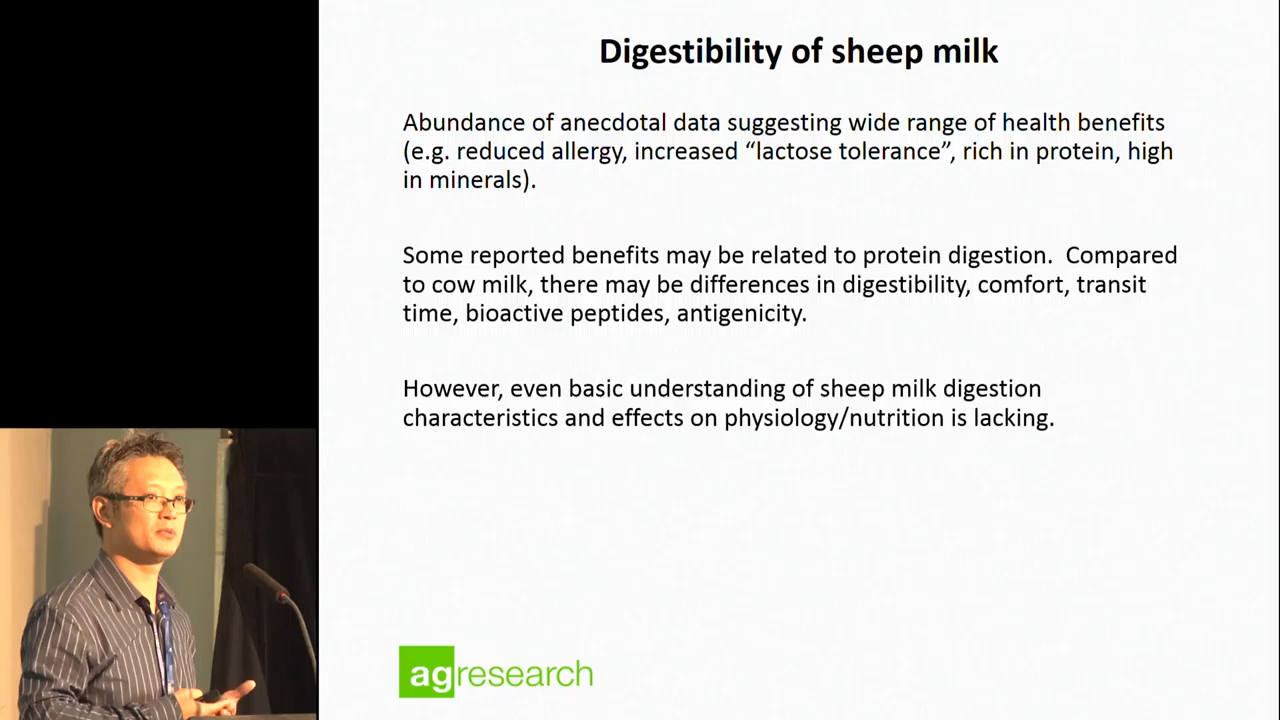 Digestibility of sheep milk
Abundance of anecdotal data suggesting wide range of health benefits
(e.g. reduced allergy, increased “lactose tolerance”, rich in protein, high
in minerals).
Some reported benefits may be related to protein digestion.  Compared
to cow milk, there may be differences in digestibility, comfort, transit
time, bioactive peptides, antigenicity.
However, even basic understanding of sheep milk digestion
characteristics and effects on physiology/nutrition is lacking.
agresearch